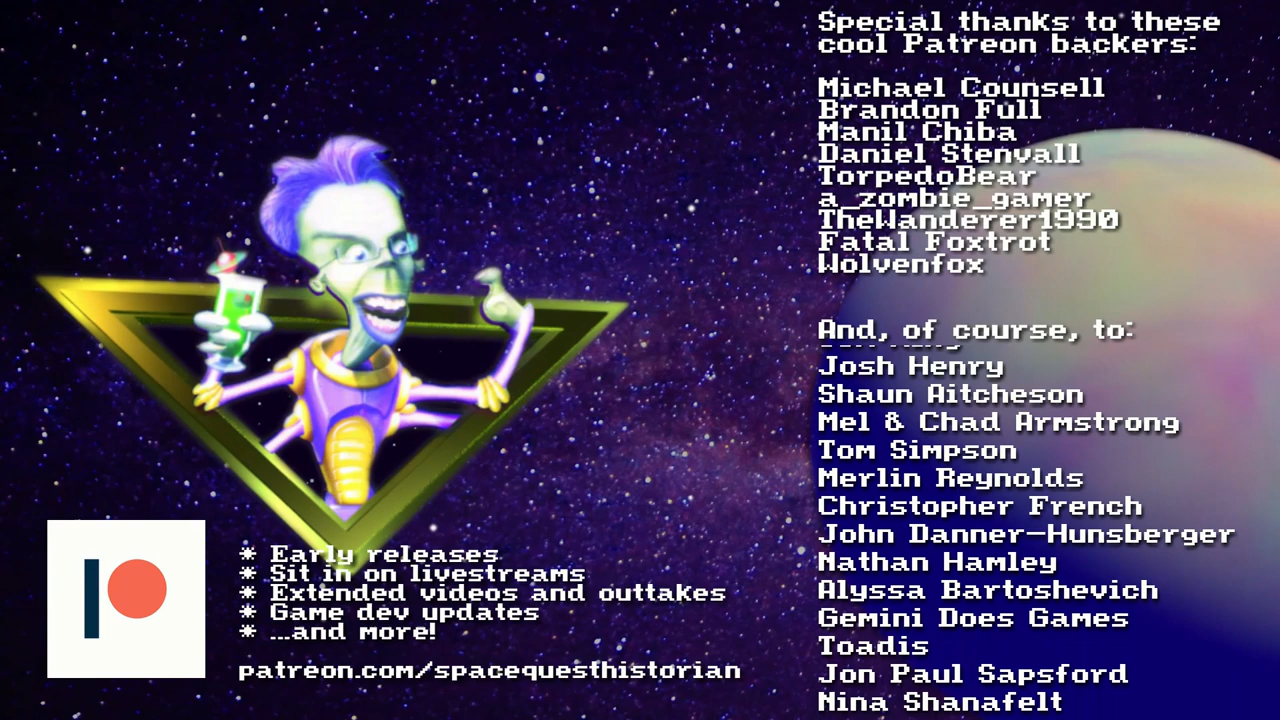 Special thanks to these
cool Patreon backers:
Michael Counsell
Brandon Full
Manil Chiba
Daniel Stenvall
TorpedoBear
a_zombie_gamer
TheWanderer1990
Fatal Foxtrot
Wolvenfox
And, of course, to:
Josh Henry
Shaun Aitcheson
Mel & Chad Armstrong
Tom Simpson
Merlin Reynolds
Christopher French
John Danner-Hunsberger
Nathan Hamley
Alyssa Bartoshevich
Gemini Does Games
Toadis
Jon Paul Sapsford
Nina Shanafelt
* Early releases
* Sit in on livestreams
* Extended videos and outtakes
* Game dev updates
* ...and more!
patreon.com/spacequesthistorian